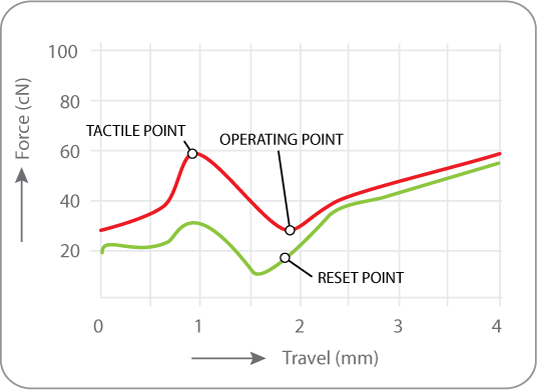 100
80
60
40
20
Force (cN)
TACTILE POINT
OPERATING POINT
RESET POINT
0 1 2 3 4
Travel (mm)